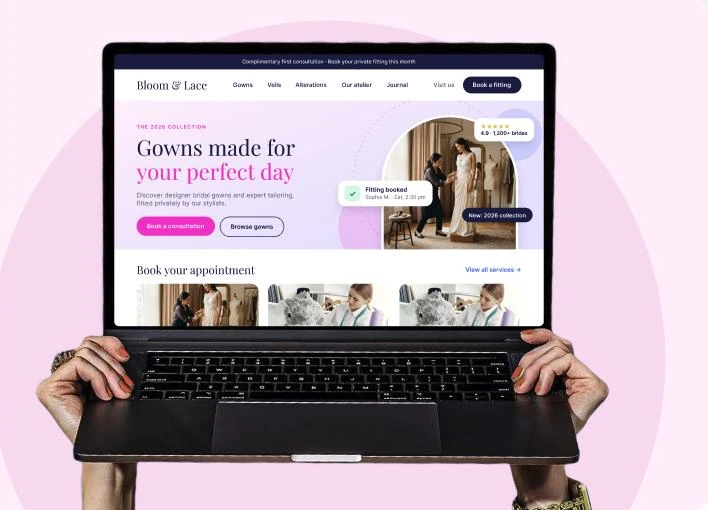 Complimentary first consultation · Book your private fitting this month
Bloom & Lace
Gowns
Veils
Alterations
Our atelier
Journal
Visit us
Book a fitting
THE 2026 COLLECTION
Gowns made for
your perfect day
Discover designer bridal gowns and expert tailoring,
fitted privately by our stylists.
Book a consultation
Browse gowns
★★★★★
4.9 · 1,200+ brides
Fitting booked
Sophie M. · Sat, 2:30 pm
New: 2026 collection
Book your appointment
View all services →